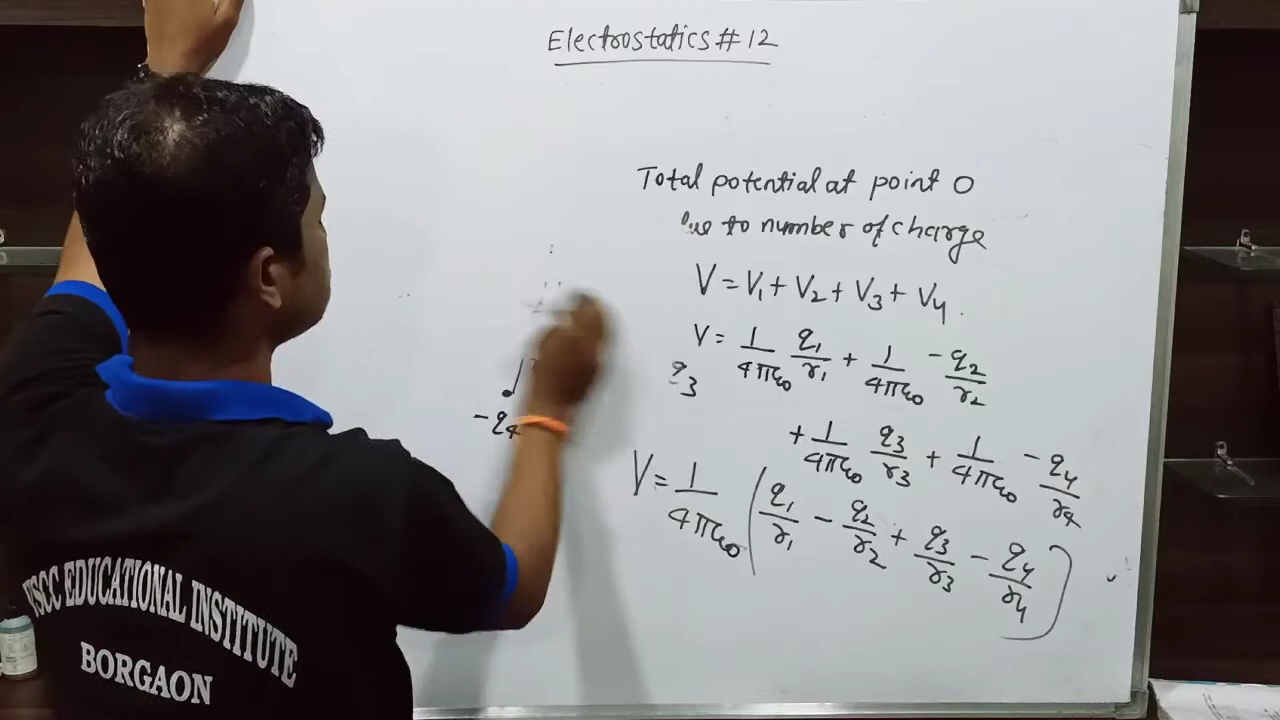 Electrostatics # 12
Total potential at point O
Due to number of charge
V = V₁ + V₂ + V₃ + V₄.
V = 1/4πε₀ q₁/r₁ + 1/4πε₀ -q₂/r₂
q₃
+ 1/4πε₀ q₃/r₃ + 1/4πε₀ -q₄/r₄
-q₄
V = 1/4πε₀ (q₁/r₁ - q₂/r₂ + q₃/r₃ - q₄/r₄)
EDUCATIONAL INSTITUTE
BORGAON